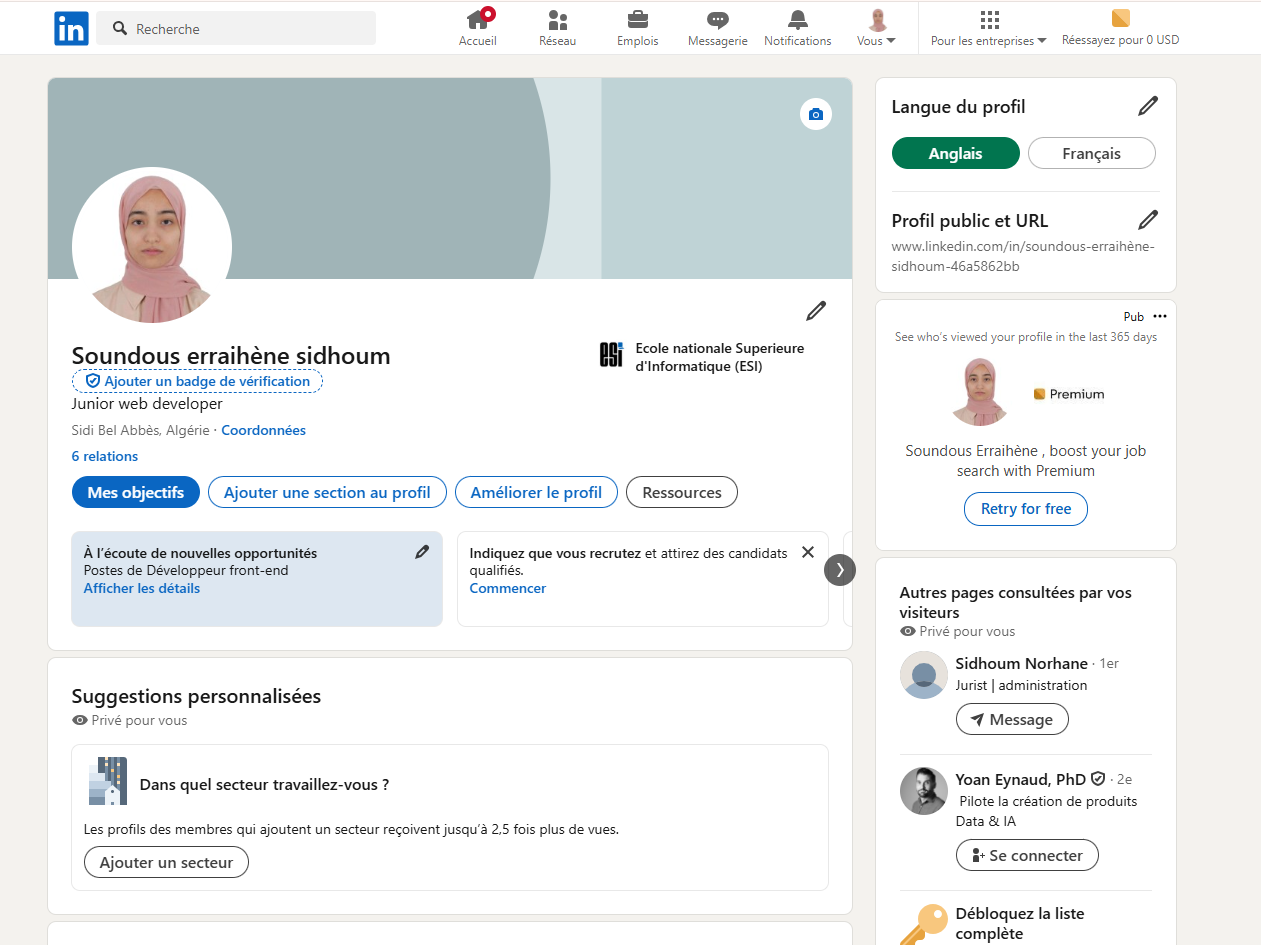 in
Recherche
Accueil
Réseau
Emplois
Messagerie
Notifications
Vous
Pour les entreprises
Réessayez pour 0 USD
Soundous erraihène sidhoum
Ajouter un badge de vérification
Junior web developer
Sidi Bel Abbès, Algérie · Coordonnées
6 relations
esi
Ecole nationale Superieure
d'Informatique (ESI)
Mes objectifs
Ajouter une section au profil
Améliorer le profil
Ressources
À l’écoute de nouvelles opportunités
Postes de Développeur front-end
Afficher les détails
Indiquez que vous recrutez et attirez des candidats
qualifiés.
Commencer
Suggestions personnalisées
Privé pour vous
Dans quel secteur travaillez-vous ?
Les profils des membres qui ajoutent un secteur reçoivent jusqu’à 2,5 fois plus de vues.
Ajouter un secteur
Langue du profil
Anglais
Français
Profil public et URL
www.linkedin.com/in/soundous-erraihène-
sidhoum-46a5862bb
Pub
See who's viewed your profile in the last 365 days
Premium
Soundous Erraihène , boost your job
search with Premium
Retry for free
Autres pages consultées par vos
visiteurs
Privé pour vous
Sidhoum Norhane · 1er
Jurist | administration
Message
Yoan Eynaud, PhD · 2e
Pilote la création de produits
Data & IA
Se connecter
Débloquez la liste
complète